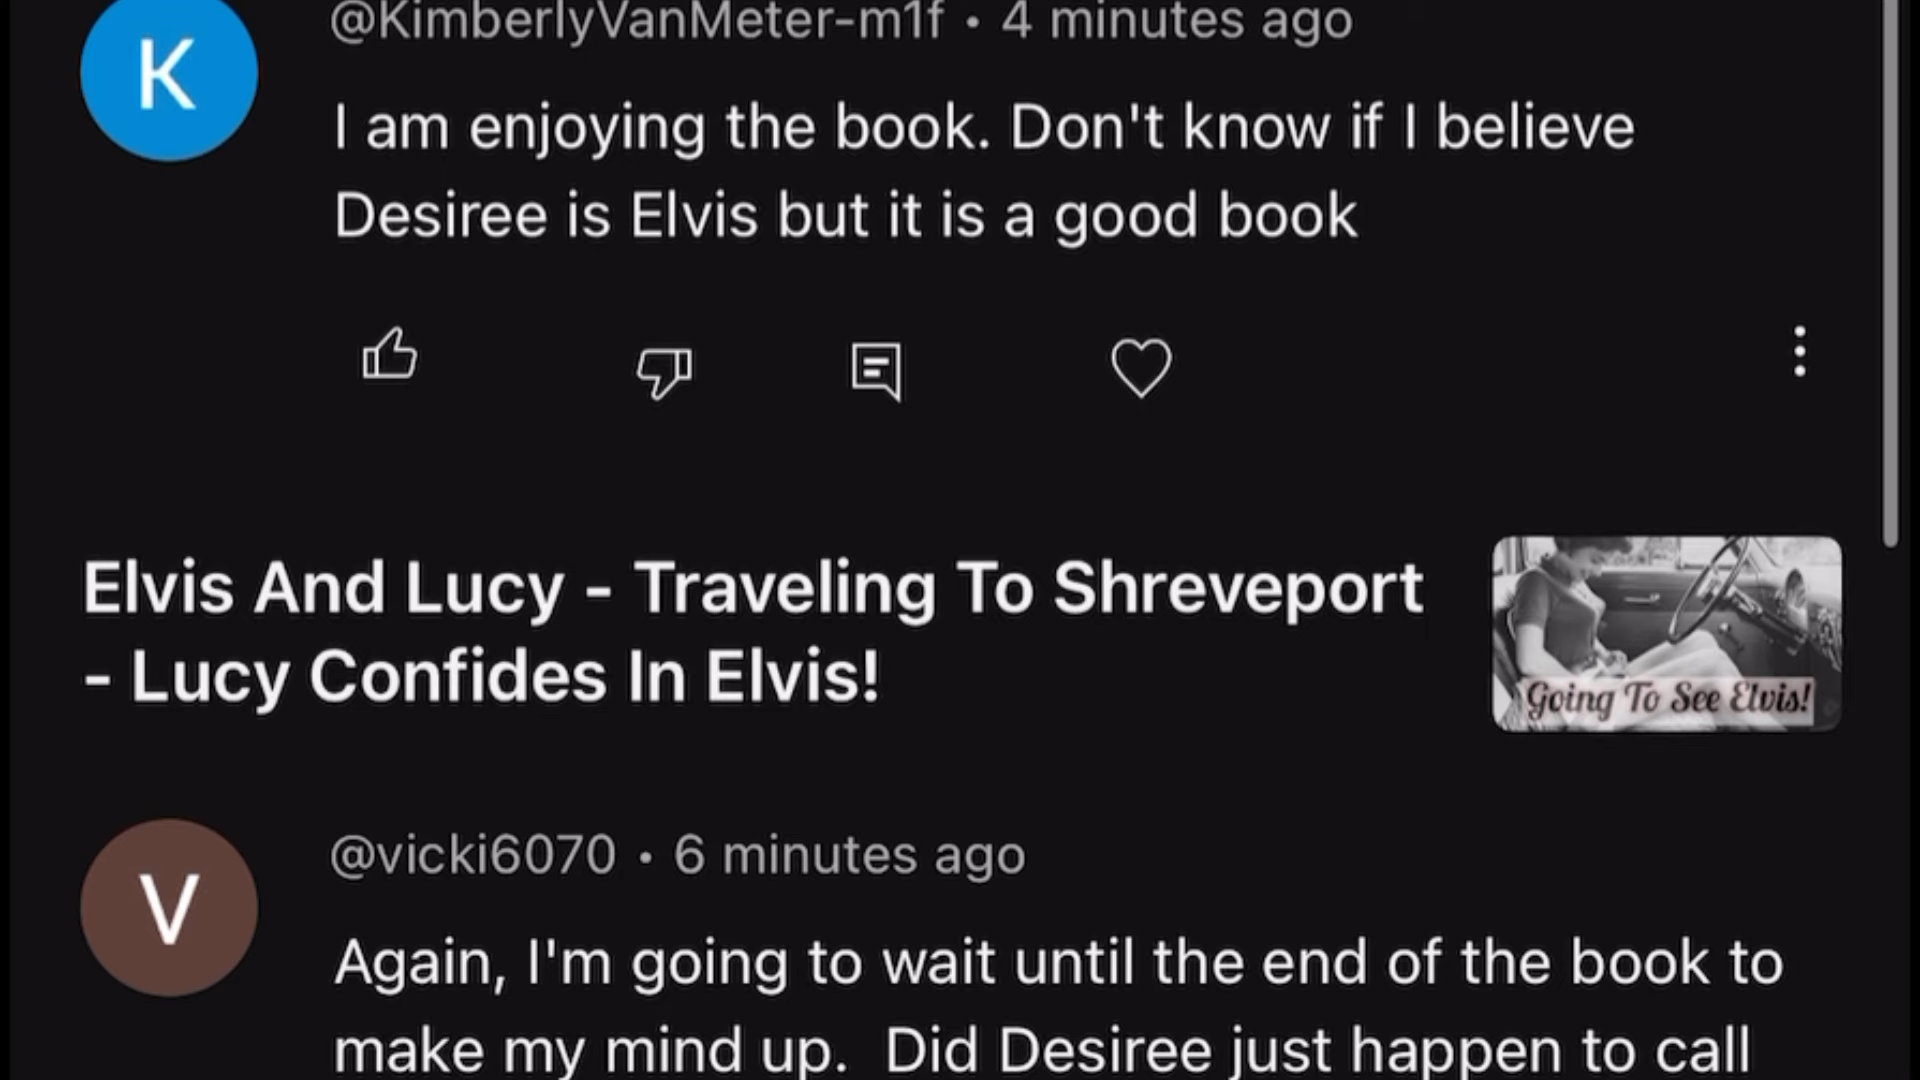 K
@KimberlyVanMeter-m1f • 4 minutes ago
I am enjoying the book. Don't know if I believe
Desiree is Elvis but it is a good book
Elvis And Lucy - Traveling To Shreveport
- Lucy Confides In Elvis!
Going To See Elvis!
V
@vicki6070 • 6 minutes ago
Again, I'm going to wait until the end of the book to
make my mind up.  Did Desiree just happen to call